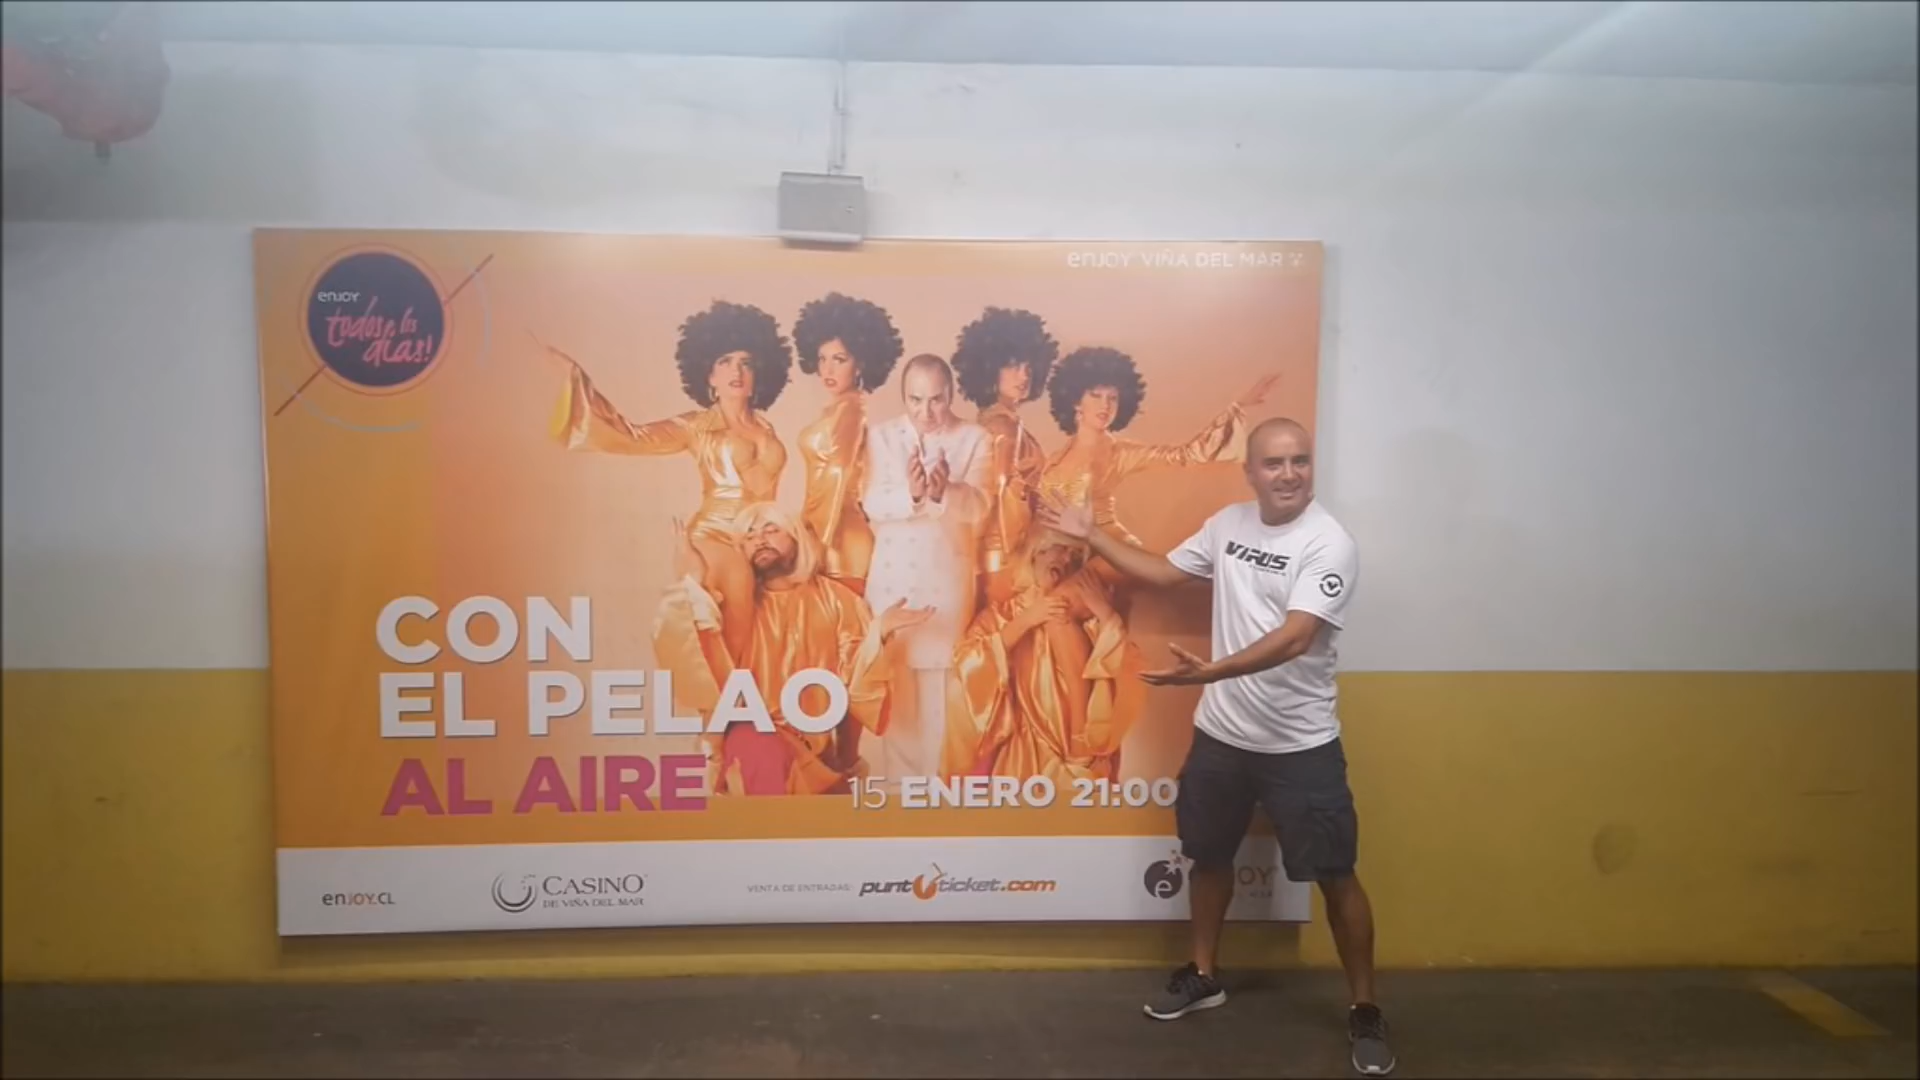 enjoy VIÑA DEL MAR
enjoy
todos los
días!
VIRUS
CON
EL PELAO
AL AIRE
15 ENERO 21:00
enjoy.CL
CASINO
DE VIÑA DEL MAR
VENTA DE ENTRADAS:
puntoticket.com
e